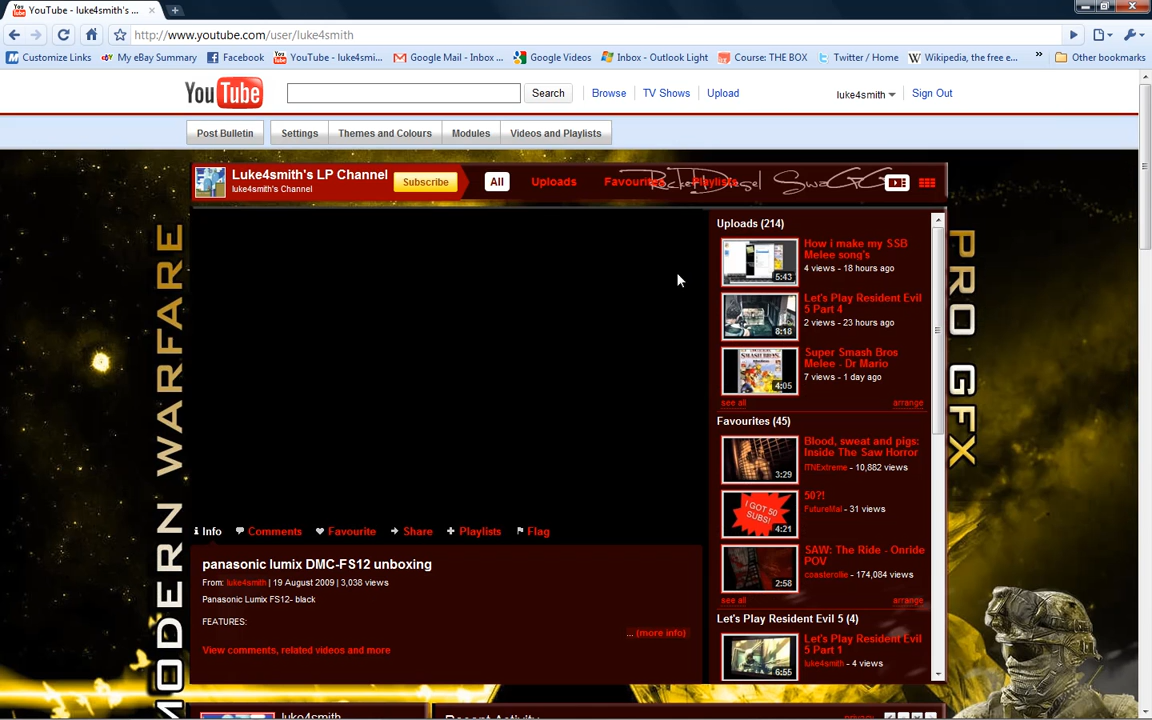 YouTube - luke4smith's ...
http://www.youtube.com/user/luke4smith
Customize Links My eBay Summary Facebook YouTube - luke4smi... Google Mail - Inbox ... Google Videos Inbox - Outlook Light Course: THE BOX Twitter / Home Wikipedia, the free e... » Other bookmarks
YouTube Search Browse TV Shows Upload luke4smith Sign Out
Post Bulletin Settings Themes and Colours Modules Videos and Playlists
Luke4smith's LP Channel
luke4smith's Channel
Subscribe All Uploads Favourites Playlists
MODERN WARFARE
PRO GFX
Uploads (214)
How i make my SSB
Melee song's
4 views - 18 hours ago
5:43
Let's Play Resident Evil
5 Part 4
2 views - 23 hours ago
8:18
Super Smash Bros
Melee - Dr Mario
7 views - 1 day ago
4:05
see all arrange
Favourites (45)
Blood, sweat and pigs:
Inside The Saw Horror
ITNExtreme - 10,882 views
3:29
50?!
FutureMal - 31 views
I GOT 50
SUBS!
4:21
SAW: The Ride - Onride
POV
coasterollie - 174,084 views
2:58
see all arrange
Let's Play Resident Evil 5 (4)
Let's Play Resident Evil
5 Part 1
luke4smith - 4 views
6:55
Info Comments Favourite Share Playlists Flag
panasonic lumix DMC-FS12 unboxing
From: luke4smith | 19 August 2009 | 3,038 views
Panasonic Lumix FS12- black
FEATURES:
... (more info)
View comments, related videos and more
luke4smith
Recent Activity